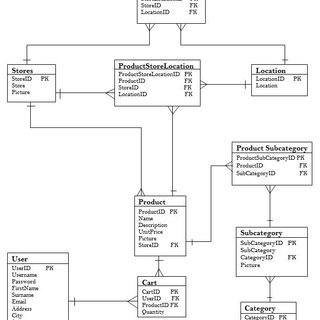 StoreID FK
LocationID FK
Stores
StoreID PK
Store
Picture
ProductStoreLocation
ProductStoreLocationID PK
ProductID FK
StoreID FK
LocationID FK
Location
LocationID PK
Location
Product Subcategory
ProductSubCategoryID PK
ProductID FK
SubCategoryID FK
Product
ProductID PK
Name
Description
UnitPrice
Picture
StoreID FK
Subcategory
SubCategoryID PK
SubCategory
CategoryID FK
Picture
User
UserID PK
Username
Password
FirstName
Surname
Email
Address
City
Cart
CartID PK
UserID FK
ProductID FK
Quantity
Category
CategoryID PK